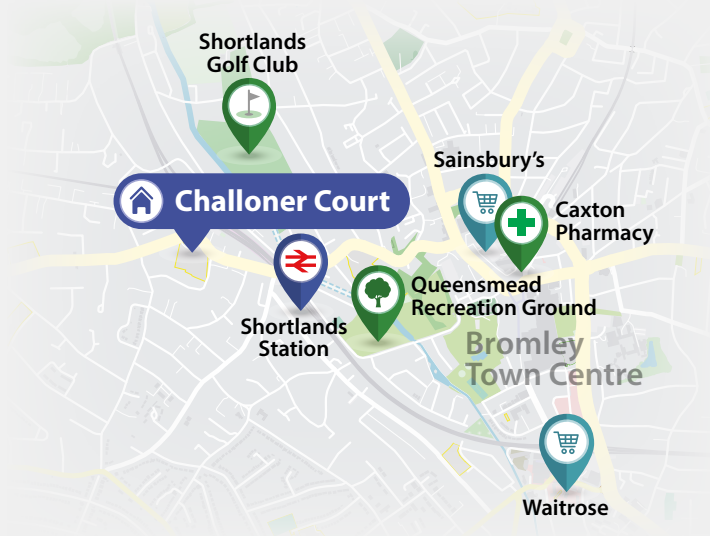 Shortlands
Golf Club
Sainsbury's
Challoner Court
Caxton
Pharmacy
Queensmead
Recreation Ground
Shortlands
Station
Bromley
Town Centre
Waitrose